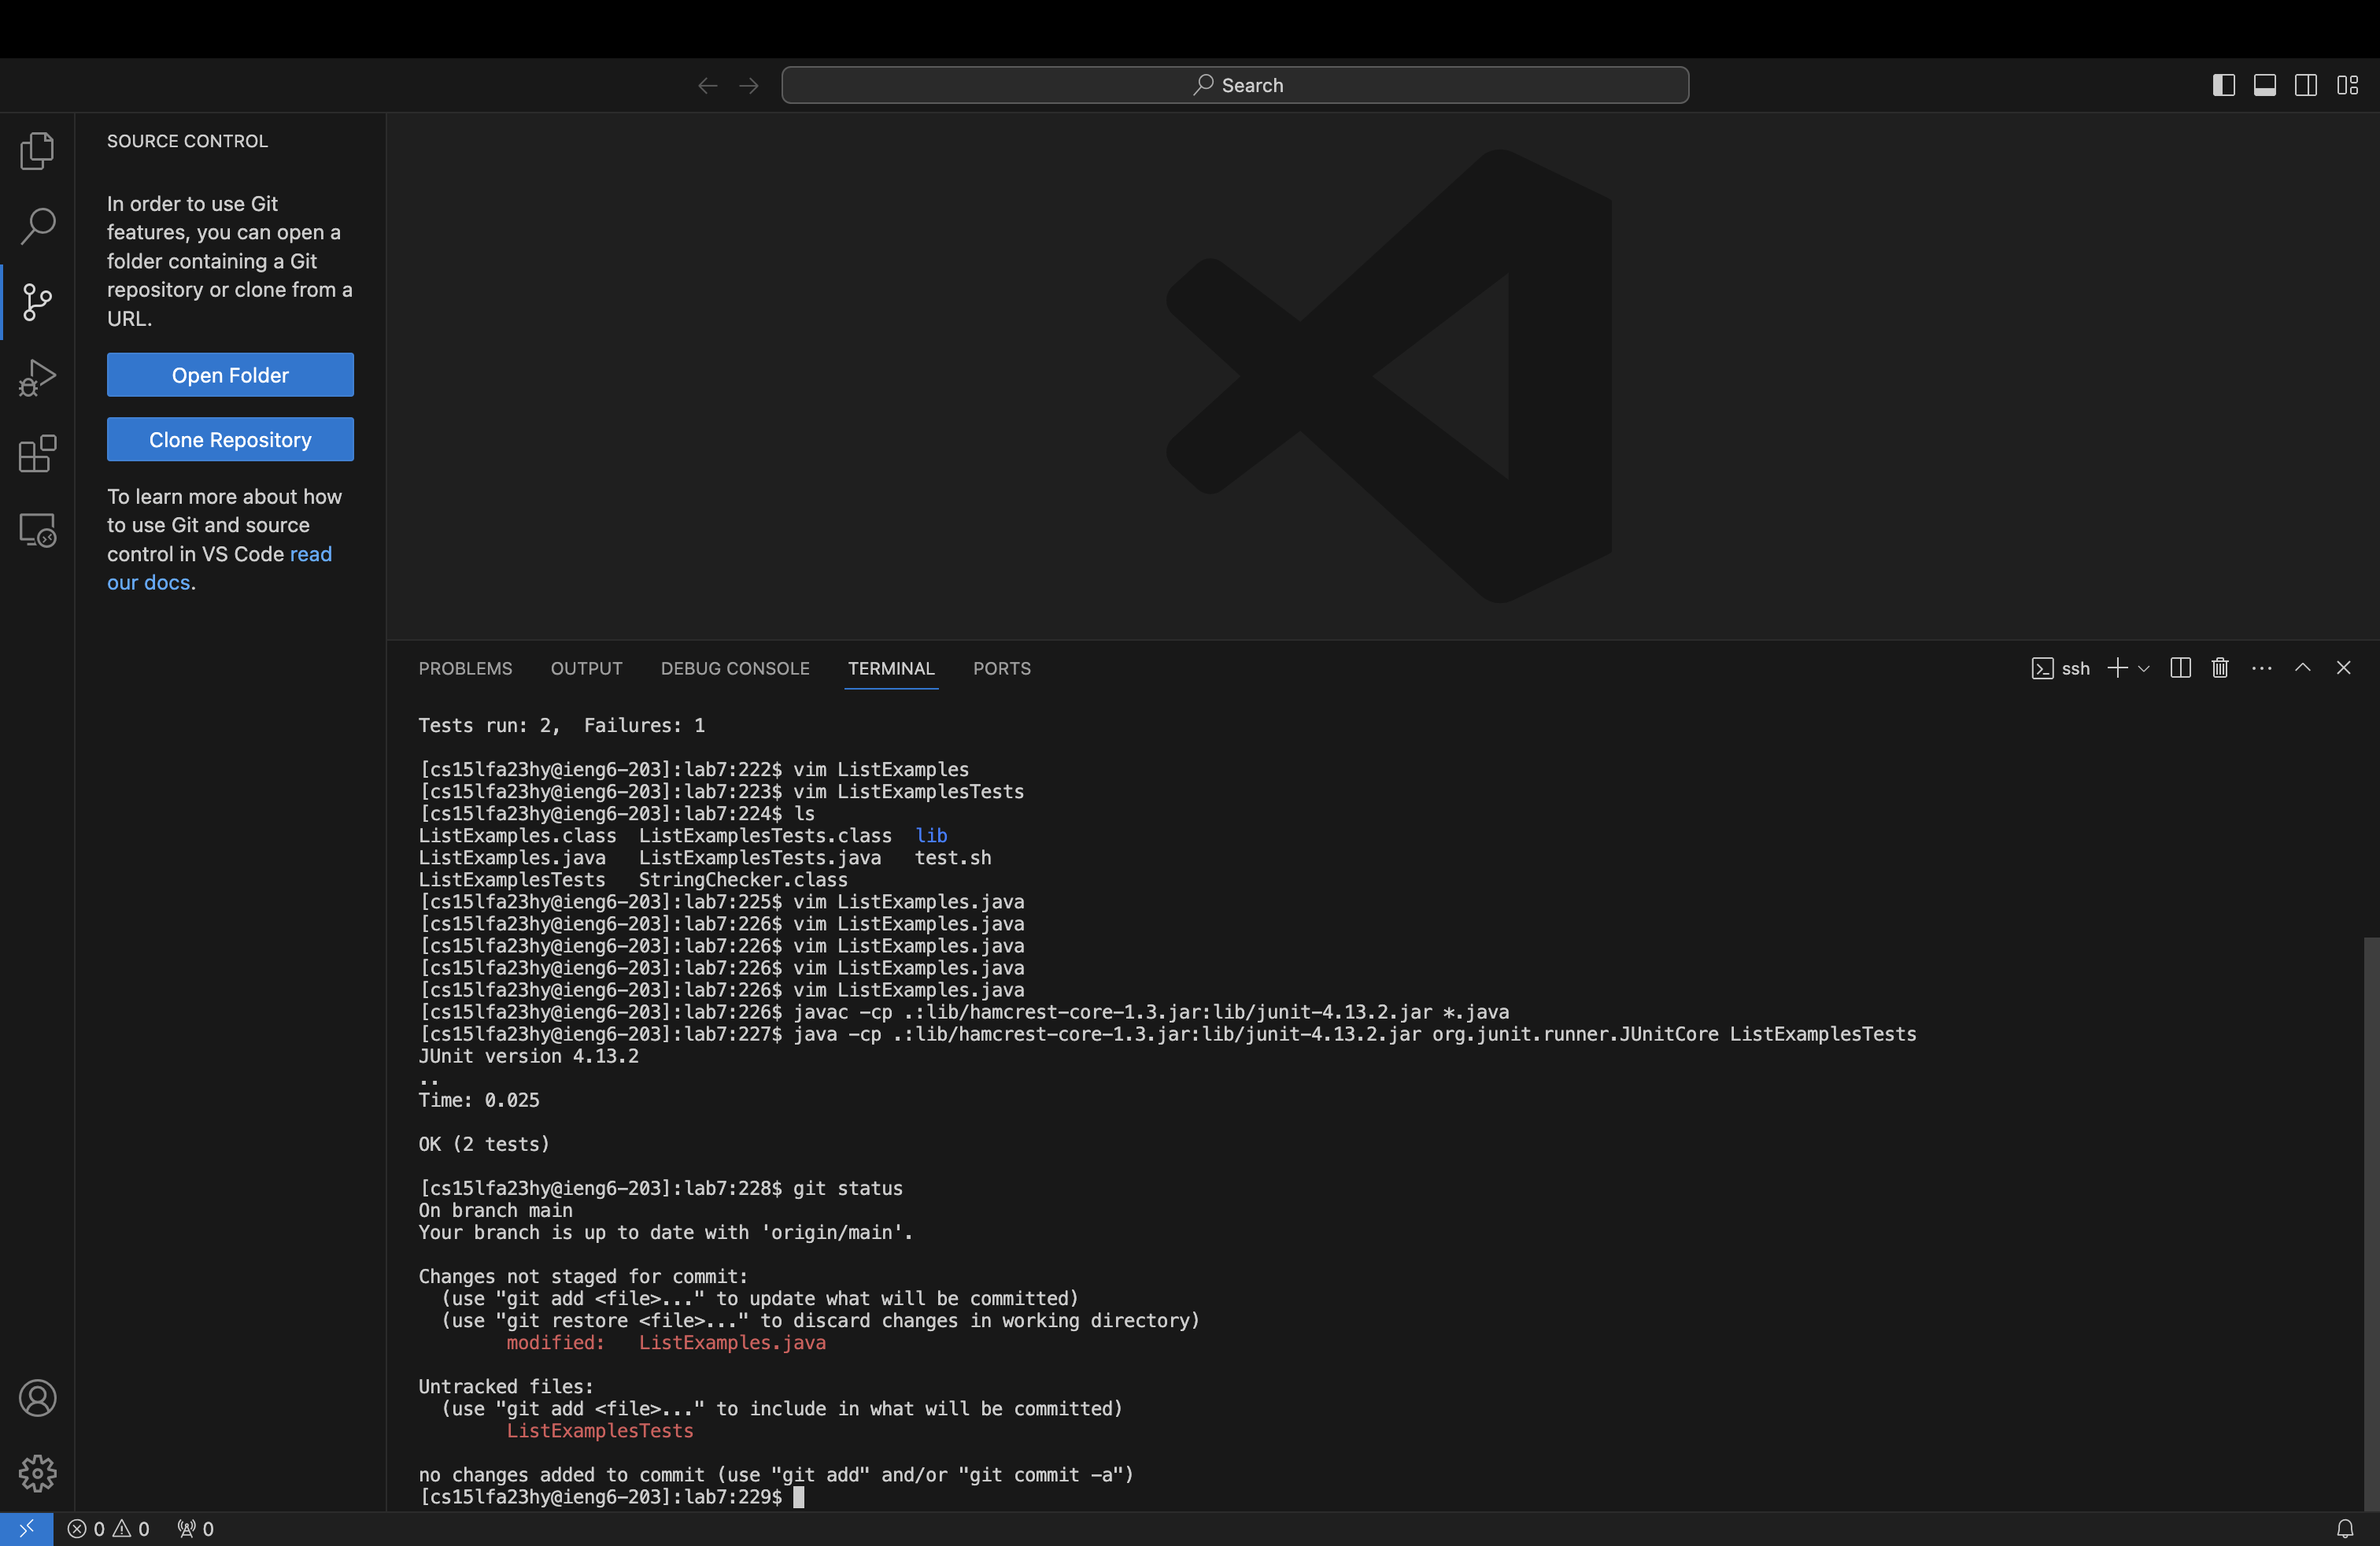 Search
SOURCE CONTROL
In order to use Git
features, you can open a
folder containing a Git
repository or clone from a
URL.
Open Folder
Clone Repository
To learn more about how
to use Git and source
control in VS Code read
our docs.
PROBLEMS OUTPUT DEBUG CONSOLE TERMINAL PORTS
ssh
Tests run: 2,  Failures: 1
[cs15lfa23hy@ieng6-203]:lab7:222$ vim ListExamples
[cs15lfa23hy@ieng6-203]:lab7:223$ vim ListExamplesTests
[cs15lfa23hy@ieng6-203]:lab7:224$ ls
ListExamples.class  ListExamplesTests.class  lib
ListExamples.java   ListExamplesTests.java   test.sh
ListExamplesTests   StringChecker.class
[cs15lfa23hy@ieng6-203]:lab7:225$ vim ListExamples.java
[cs15lfa23hy@ieng6-203]:lab7:226$ vim ListExamples.java
[cs15lfa23hy@ieng6-203]:lab7:226$ vim ListExamples.java
[cs15lfa23hy@ieng6-203]:lab7:226$ vim ListExamples.java
[cs15lfa23hy@ieng6-203]:lab7:226$ vim ListExamples.java
[cs15lfa23hy@ieng6-203]:lab7:226$ javac -cp .:lib/hamcrest-core-1.3.jar:lib/junit-4.13.2.jar *.java
[cs15lfa23hy@ieng6-203]:lab7:227$ java -cp .:lib/hamcrest-core-1.3.jar:lib/junit-4.13.2.jar org.junit.runner.JUnitCore ListExamplesTests
JUnit version 4.13.2
..
Time: 0.025
OK (2 tests)
[cs15lfa23hy@ieng6-203]:lab7:228$ git status
On branch main
Your branch is up to date with 'origin/main'.
Changes not staged for commit:
  (use "git add <file>..." to update what will be committed)
  (use "git restore <file>..." to discard changes in working directory)
        modified:   ListExamples.java
Untracked files:
  (use "git add <file>..." to include in what will be committed)
        ListExamplesTests
no changes added to commit (use "git add" and/or "git commit -a")
[cs15lfa23hy@ieng6-203]:lab7:229$
0 0 0